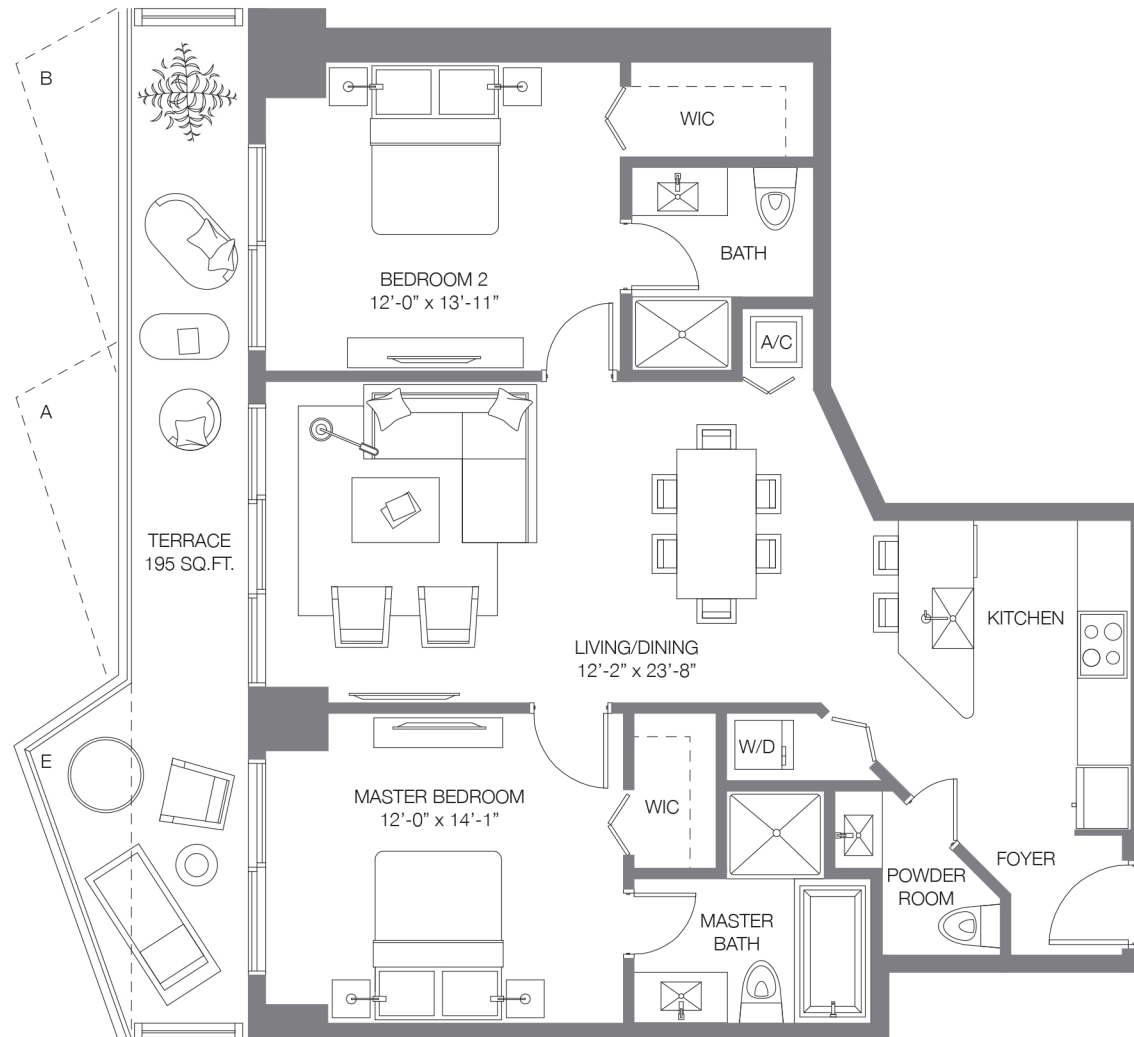 B
WIC
BATH
BEDROOM 2
12’-0” x 13’-11”
A/C
A
TERRACE
195 SQ.FT.
KITCHEN
LIVING/DINING
12’-2” x 23’-8”
E
W/D
MASTER BEDROOM
12’-0” x 14’-1”
WIC
FOYER
POWDER
ROOM
MASTER
BATH